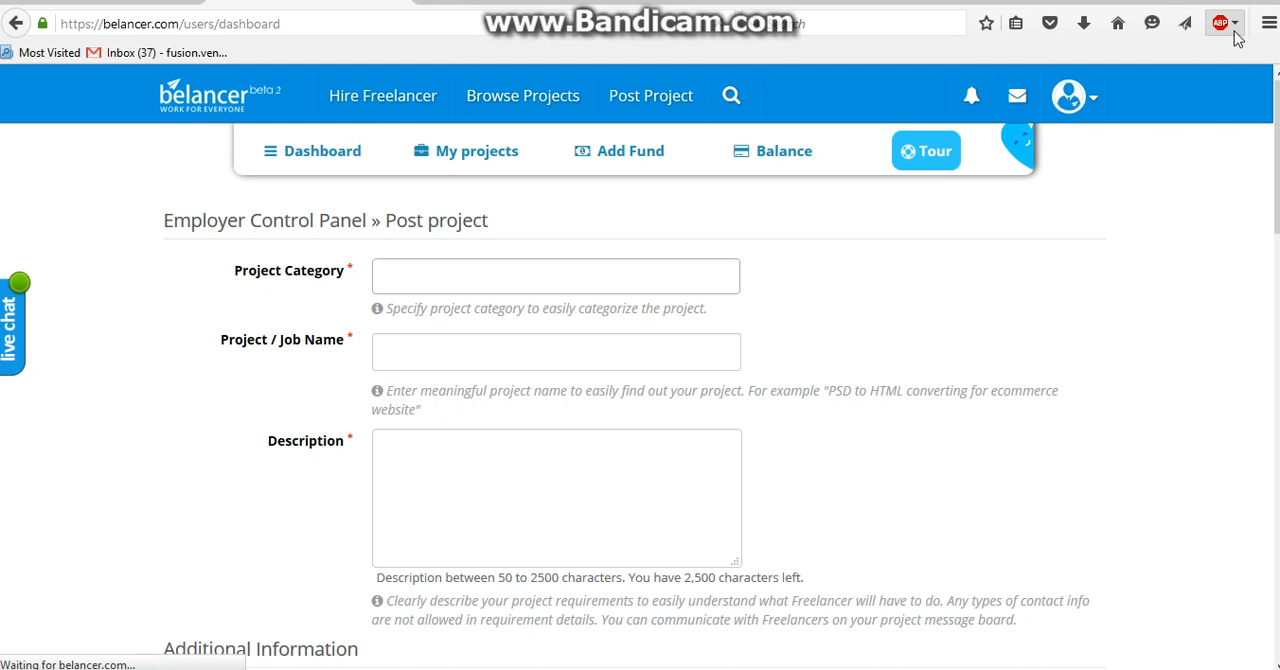 https://belancer.com/users/dashboard
www.Bandicam.com
ABP
Most Visited Inbox (37) - fusion.ven...
belancer beta 2
WORK FOR EVERYONE
Hire Freelancer Browse Projects Post Project
Dashboard My projects Add Fund Balance Tour
Employer Control Panel » Post project
Project Category *
Specify project category to easily categorize the project.
Project / Job Name *
Enter meaningful project name to easily find out your project. For example "PSD to HTML converting for ecommerce
website"
live chat
Description *
Description between 50 to 2500 characters. You have 2,500 characters left.
Clearly describe your project requirements to easily understand what Freelancer will have to do. Any types of contact info
are not allowed in requirement details. You can communicate with Freelancers on your project message board.
Additional Information
Waiting for belancer.com...